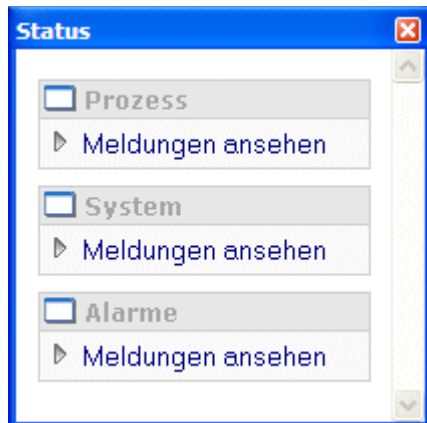 Status
Prozess
Meldungen ansehen
System
Meldungen ansehen
Alarme
Meldungen ansehen